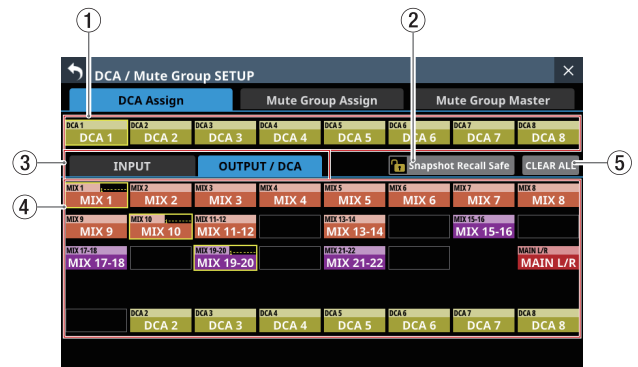 1 2
DCA / Mute Group SETUP ×
DCA Assign Mute Group Assign Mute Group Master
DCA 1 DCA 2 DCA 3 DCA 4 DCA 5 DCA 6 DCA 7 DCA 8
DCA 1 DCA 2 DCA 3 DCA 4 DCA 5 DCA 6 DCA 7 DCA 8
3 INPUT OUTPUT / DCA Snapshot Recall Safe CLEAR ALL 5
MIX 1 MIX 2 MIX 3 MIX 4 MIX 5 MIX 6 MIX 7 MIX 8
4 MIX 1 MIX 2 MIX 3 MIX 4 MIX 5 MIX 6 MIX 7 MIX 8
MIX 9 MIX 10 MIX 11-12 MIX 13-14 MIX 15-16
MIX 9 MIX 10 MIX 11-12 MIX 13-14 MIX 15-16
MIX 17-18 MIX 19-20 MIX 21-22 MAIN L/R
MIX 17-18 MIX 19-20 MIX 21-22 MAIN L/R
DCA 2 DCA 3 DCA 4 DCA 5 DCA 6 DCA 7 DCA 8
DCA 2 DCA 3 DCA 4 DCA 5 DCA 6 DCA 7 DCA 8